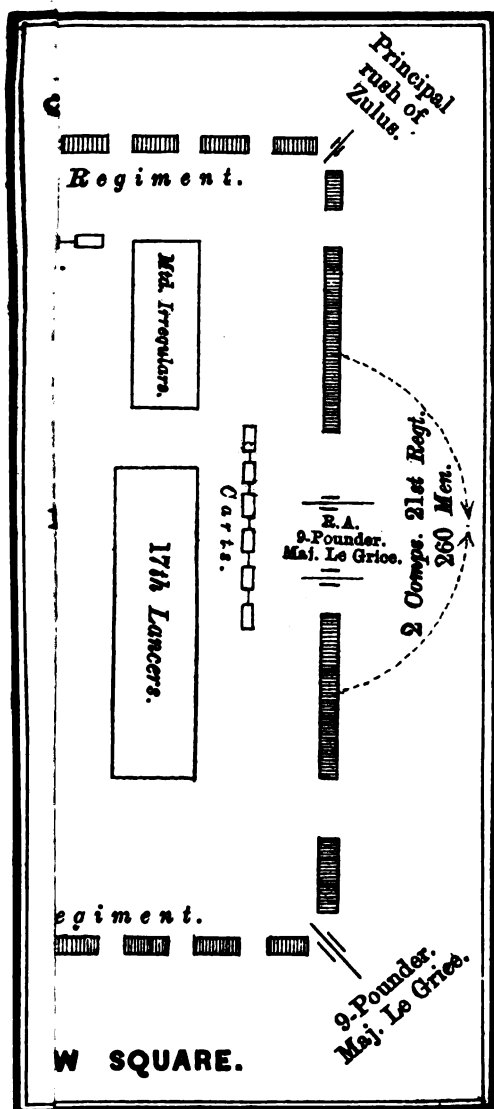 Principal
rush of
Zulus.
Regiment.
Mtd. Irregulars.
Carts.
R.A.
9-Pounder.
Maj. Le Grice.
2 Comps. 21st Regt.
260 Men.
17th Lancers.
egiment.
9-Pounder.
Maj. Le Grice.
W SQUARE.